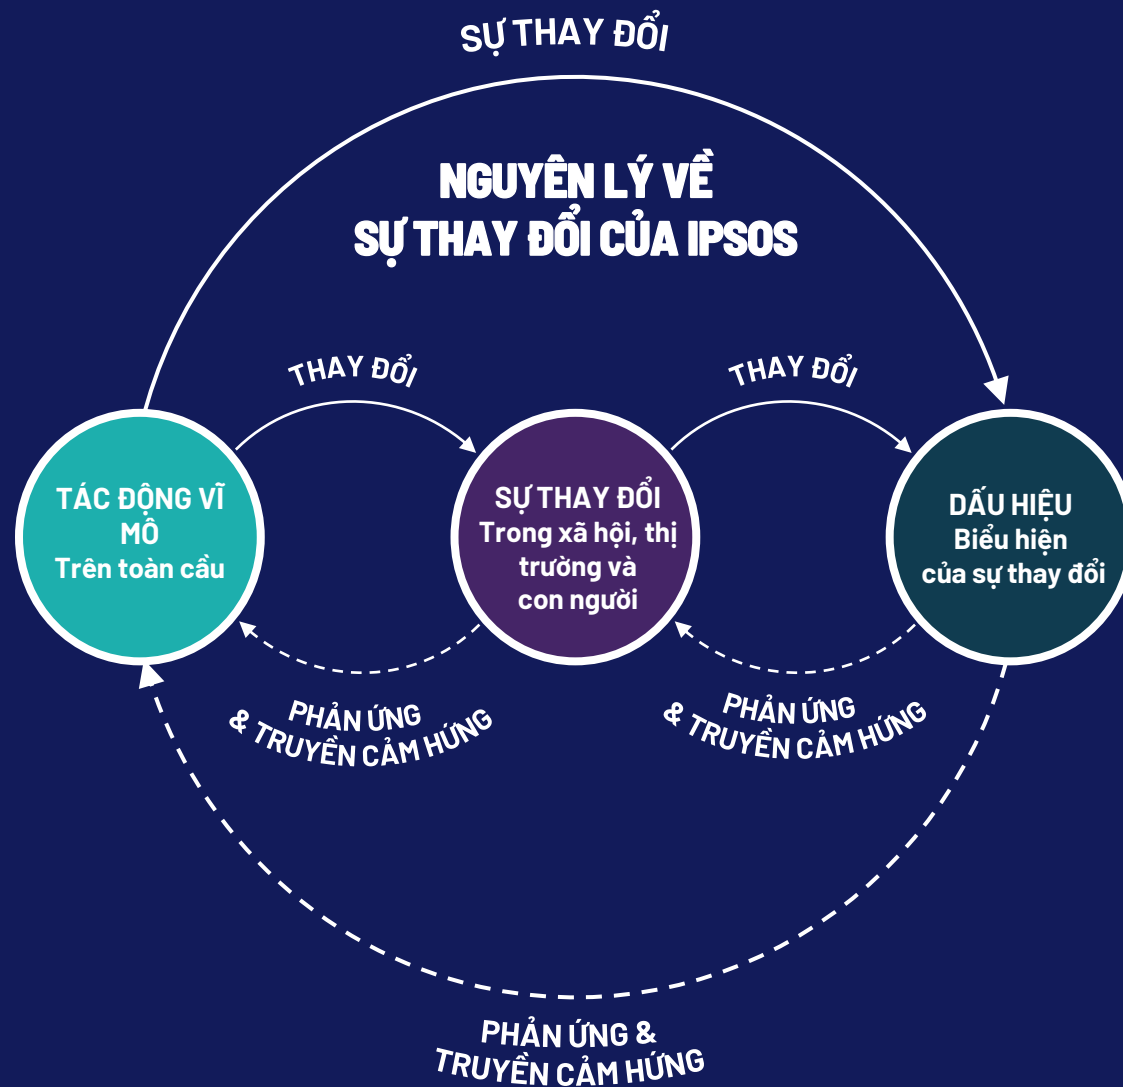 SỰ THAY ĐỔI
NGUYÊN LÝ VỀ
SỰ THAY ĐỔI CỦA IPSOS
THAY ĐỔI
THAY ĐỔI
TÁC ĐỘNG VĨ
MÔ
Trên toàn cầu
SỰ THAY ĐỔI
Trong xã hội, thị
trường và
con người
DẤU HIỆU
Biểu hiện
của sự thay đổi
PHẢN ỨNG
& TRUYỀN CẢM HỨNG
PHẢN ỨNG
& TRUYỀN CẢM HỨNG
PHẢN ỨNG &
TRUYỀN CẢM HỨNG